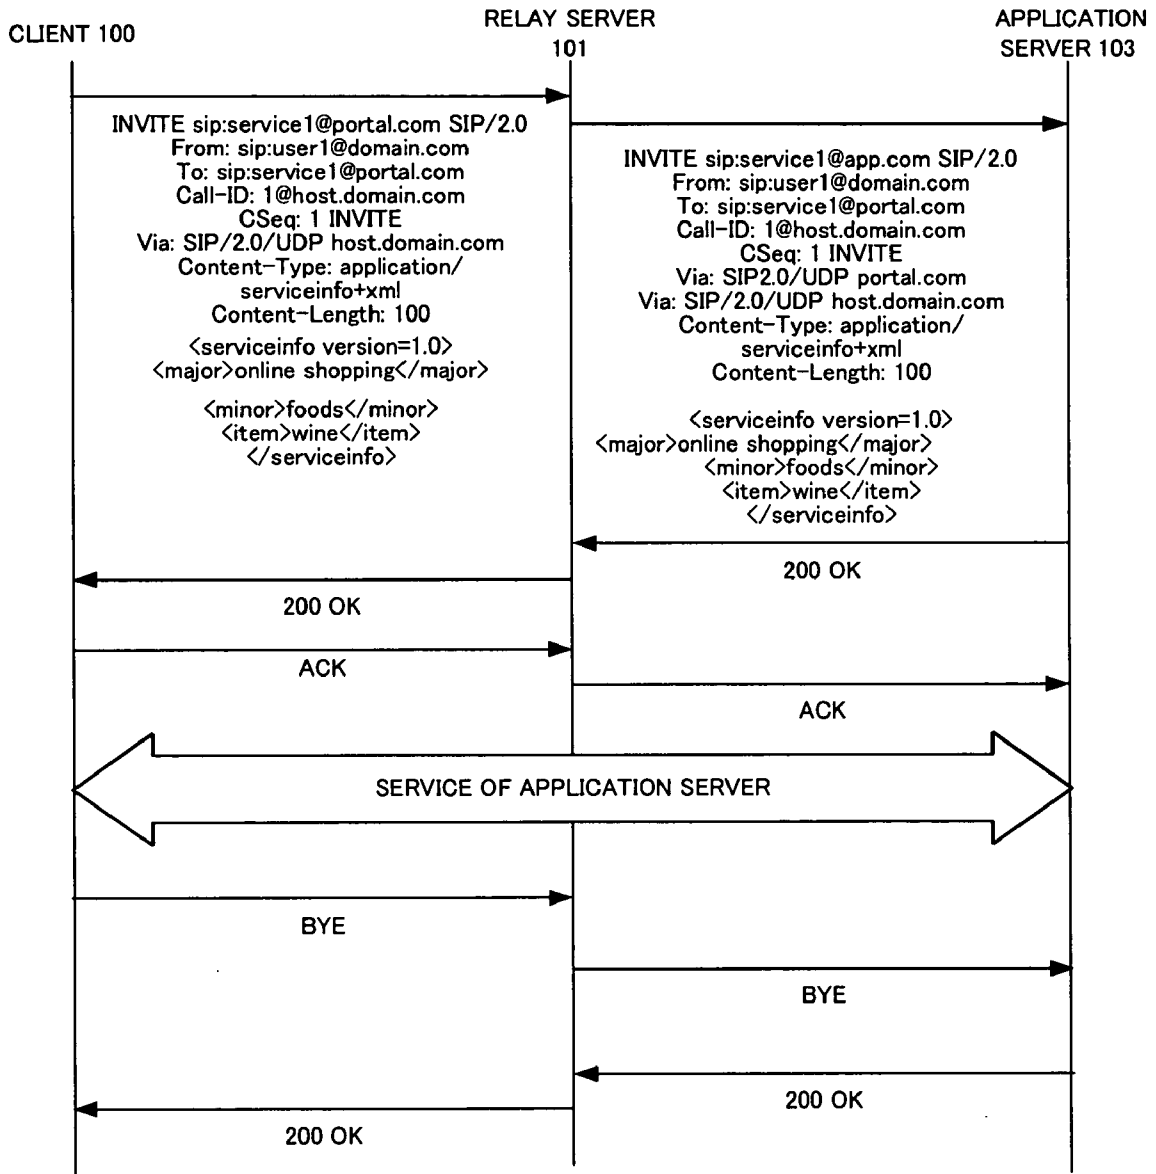 CLIENT 100
RELAY SERVER
101
APPLICATION
SERVER 103
INVITE sip:service1@portal.com SIP/2.0
From: sip:user1@domain.com
To: sip:service1@portal.com
Call-ID: 1@host.domain.com
CSeq: 1 INVITE
Via: SIP/2.0/UDP host.domain.com
Content-Type: application/
serviceinfo+xml
Content-Length: 100
<serviceinfo version=1.0>
<major>online shopping</major>
<minor>foods</minor>
<item>wine</item>
</serviceinfo>
INVITE sip:service1@app.com SIP/2.0
From: sip:user1@domain.com
To: sip:service1@portal.com
Call-ID: 1@host.domain.com
CSeq: 1 INVITE
Via: SIP2.0/UDP portal.com
Via: SIP/2.0/UDP host.domain.com
Content-Type: application/
serviceinfo+xml
Content-Length: 100
<serviceinfo version=1.0>
<major>online shopping</major>
<minor>foods</minor>
<item>wine</item>
</serviceinfo>
200 OK
200 OK
ACK
ACK
SERVICE OF APPLICATION SERVER
BYE
BYE
200 OK
200 OK